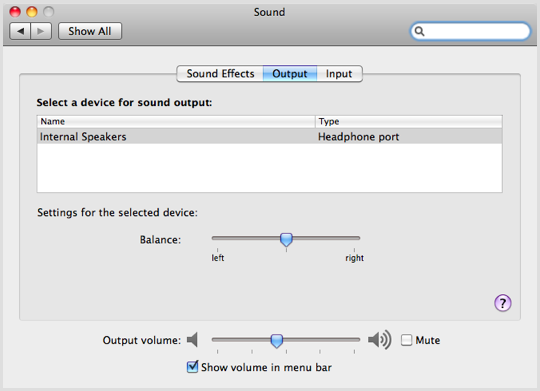 Sound
Show All
Sound Effects Output Input
Select a device for sound output:
Name Type
Internal Speakers Headphone port
Settings for the selected device:
Balance:
left right
?
Output volume: Mute
Show volume in menu bar